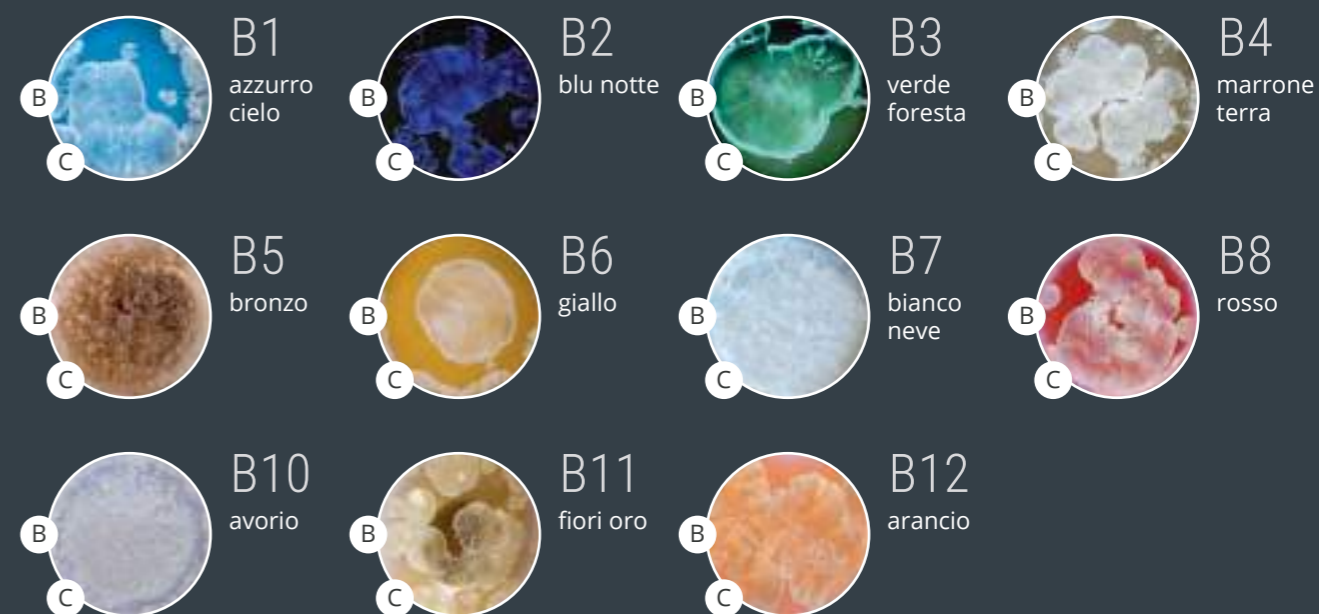 B1
azzurro
cielo
B
C
B2
blu notte
B
C
B3
verde
foresta
B
C
B4
marrone
terra
B
C
B5
bronzo
B
C
B6
giallo
B
C
B7
bianco
neve
B
C
B8
rosso
B
C
B10
avorio
B
C
B11
fiori oro
B
C
B12
arancio
B
C